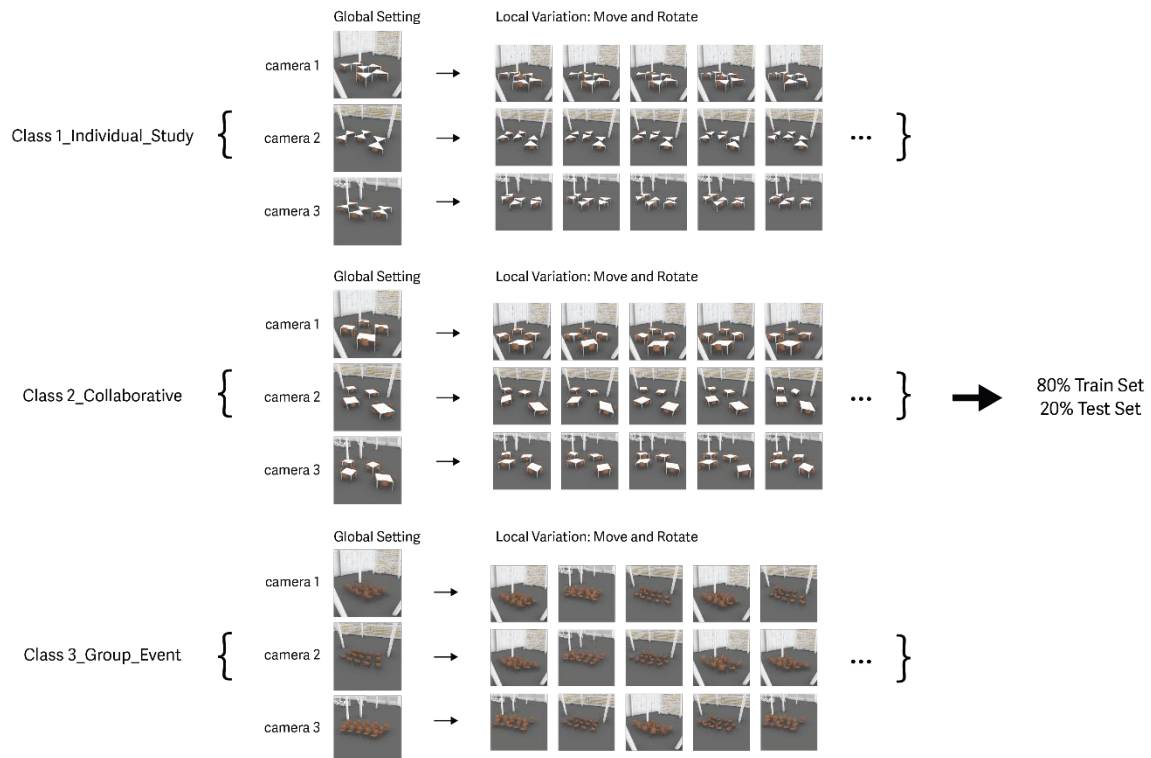 Global Setting
Local Variation: Move and Rotate
camera 1
Class 1_Individual_Study
{
camera 2
...
}
camera 3
Global Setting
Local Variation: Move and Rotate
camera 1
Class 2_Collaborative
{
camera 2
...
}
80% Train Set
20% Test Set
camera 3
Global Setting
Local Variation: Move and Rotate
camera 1
Class 3_Group_Event
{
camera 2
...
}
camera 3